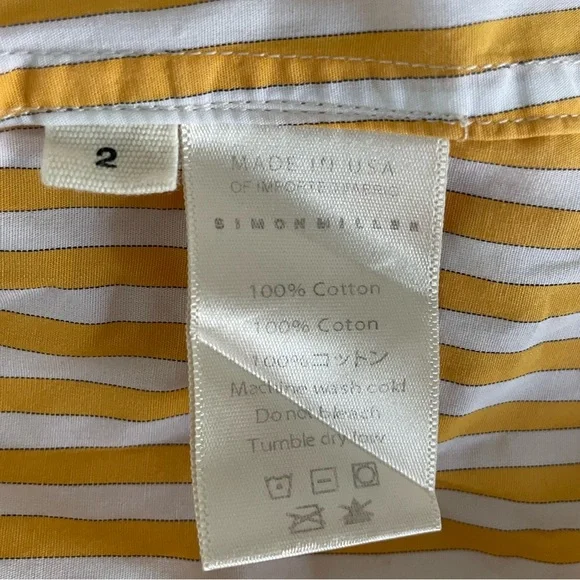 2
MADE IN USA
OF IMPORTED FABRIC
SIMONMILLER
100% Cotton
100% Coton
100%コットン
Machine wash cold
Do not bleach
Tumble dry low